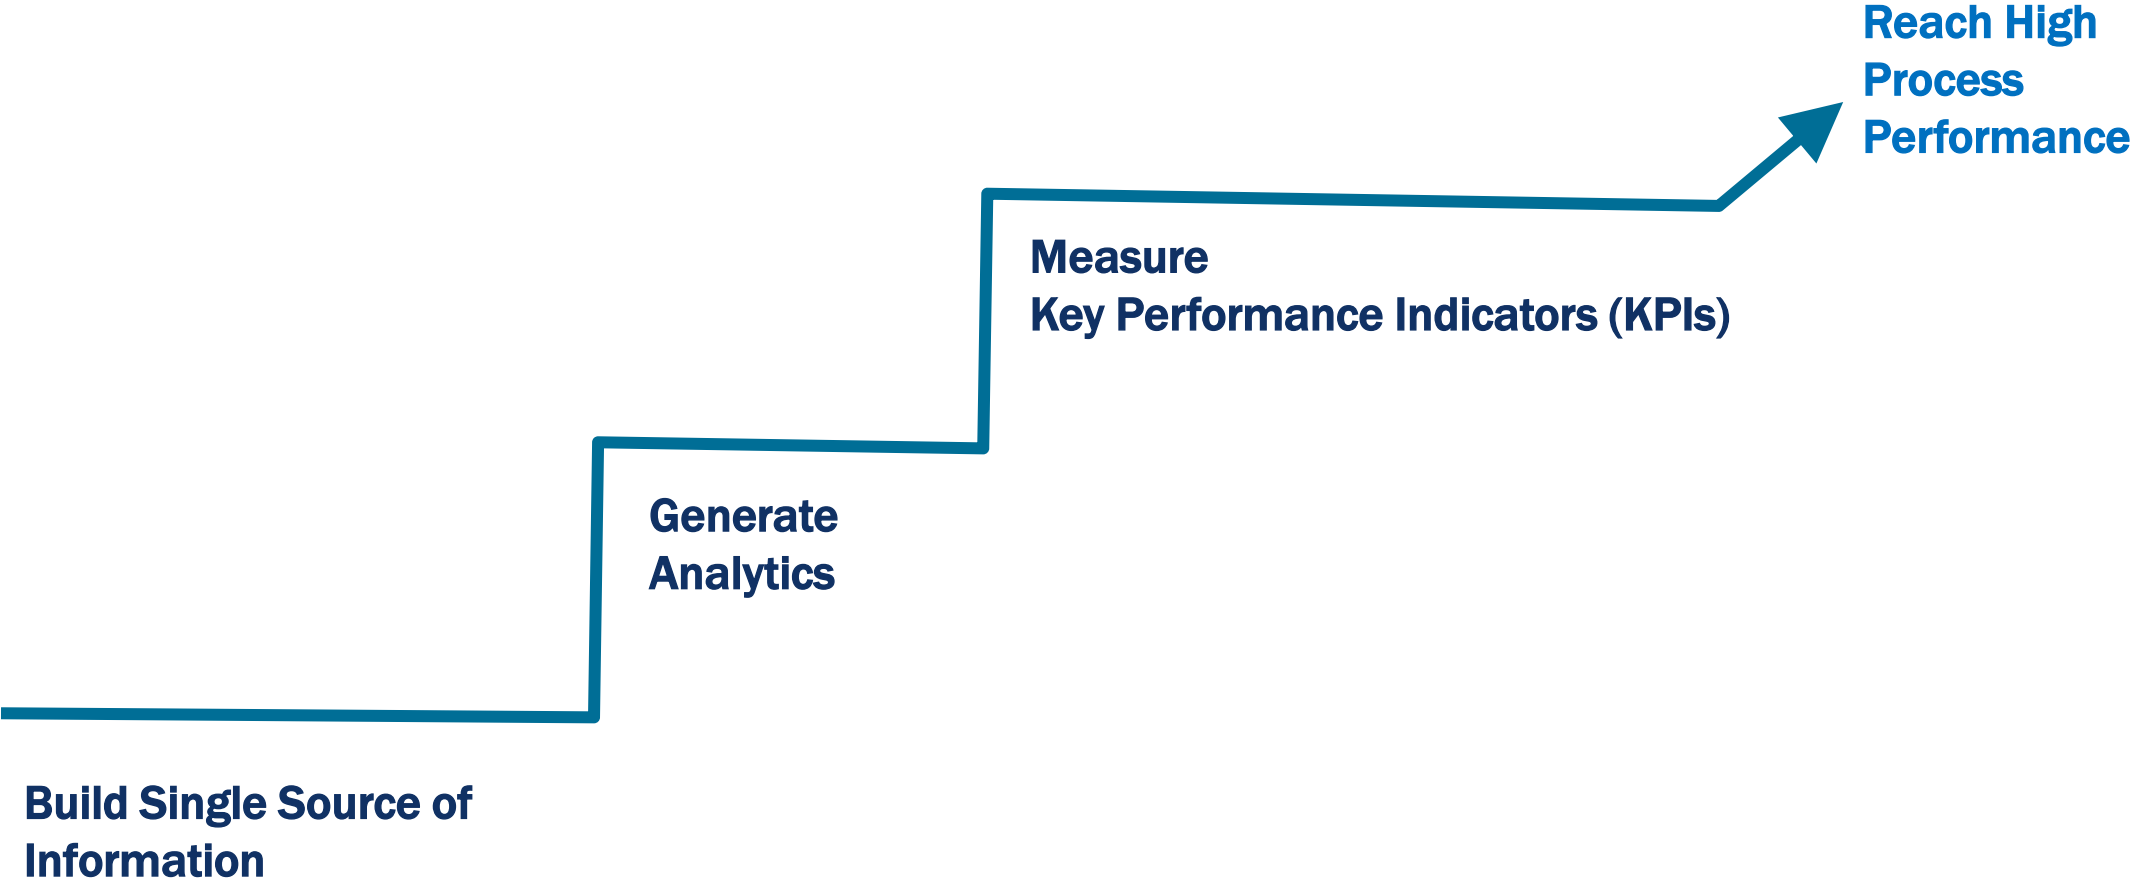 Reach High
Process
Performance
Measure
Key Performance Indicators (KPIs)
Generate
Analytics
Build Single Source of
Information